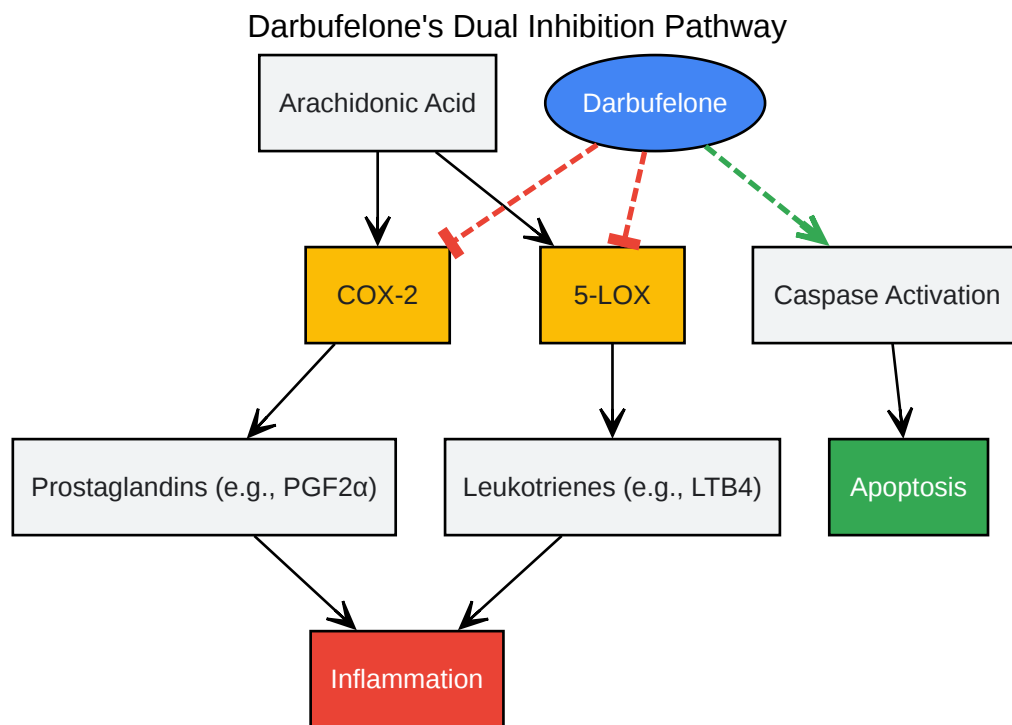 Darbufelone's Dual Inhibition Pathway
Arachidonic Acid
Darbufelone
COX-2
5-LOX
Caspase Activation
Prostaglandins (e.g., PGF2α)
Leukotrienes (e.g., LTB4)
Apoptosis
Inflammation